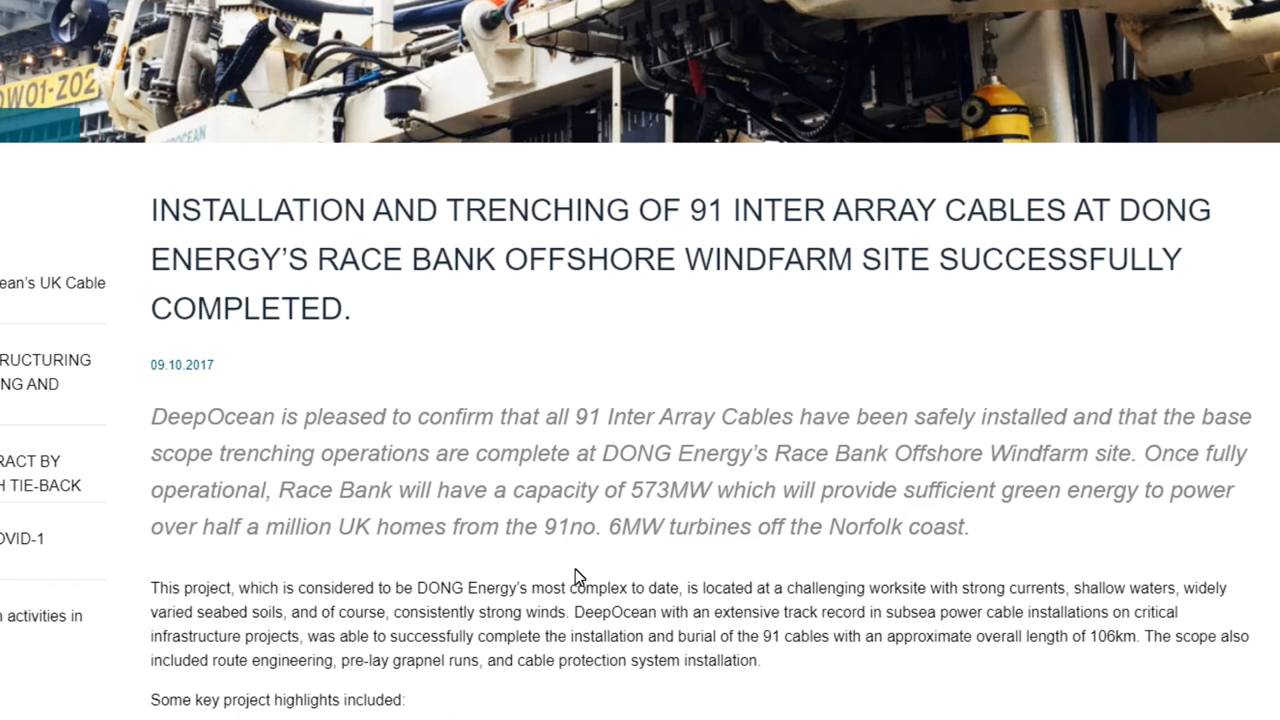 OW01-Z02
OCEAN
INSTALLATION AND TRENCHING OF 91 INTER ARRAY CABLES AT DONG
ENERGY’S RACE BANK OFFSHORE WINDFARM SITE SUCCESSFULLY
COMPLETED.
09.10.2017
DeepOcean is pleased to confirm that all 91 Inter Array Cables have been safely installed and that the base
scope trenching operations are complete at DONG Energy’s Race Bank Offshore Windfarm site. Once fully
operational, Race Bank will have a capacity of 573MW which will provide sufficient green energy to power
over half a million UK homes from the 91no. 6MW turbines off the Norfolk coast.
This project, which is considered to be DONG Energy’s most complex to date, is located at a challenging worksite with strong currents, shallow waters, widely
varied seabed soils, and of course, consistently strong winds. DeepOcean with an extensive track record in subsea power cable installations on critical
infrastructure projects, was able to successfully complete the installation and burial of the 91 cables with an approximate overall length of 106km. The scope also
included route engineering, pre-lay grapnel runs, and cable protection system installation.
Some key project highlights included:
ean’s UK Cable
RUCTURING
NG AND
RACT BY
H TIE-BACK
OVID-1
n activities in